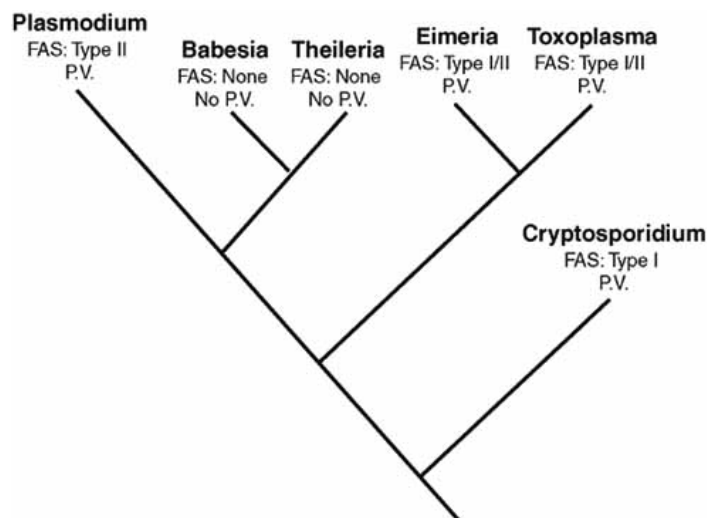 Plasmodium
FAS: Type II
P.V.
Babesia
FAS: None
No P.V.
Theileria
FAS: None
No P.V.
Eimeria
FAS: Type I/II
P.V.
Toxoplasma
FAS: Type I/II
P.V.
Cryptosporidium
FAS: Type I
P.V.